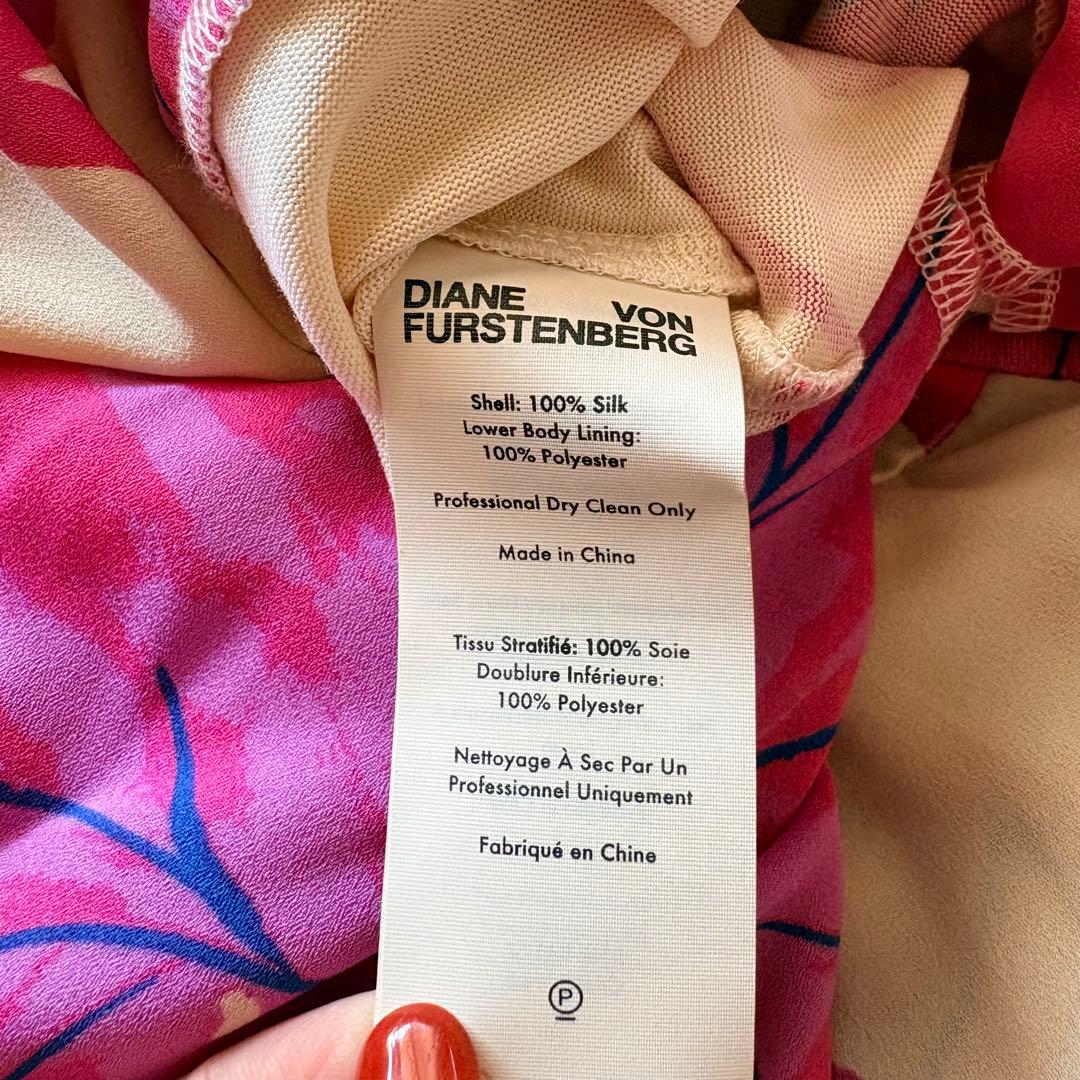 DIANE VON
FURSTENBERG
Shell: 100% Silk
Lower Body Lining:
100% Polyester
Professional Dry Clean Only
Made in China
Tissu Stratifié: 100% Soie
Doublure Inférieure:
100% Polyester
Nettoyage À Sec Par Un
Professionnel Uniquement
Fabriqué en Chine
P